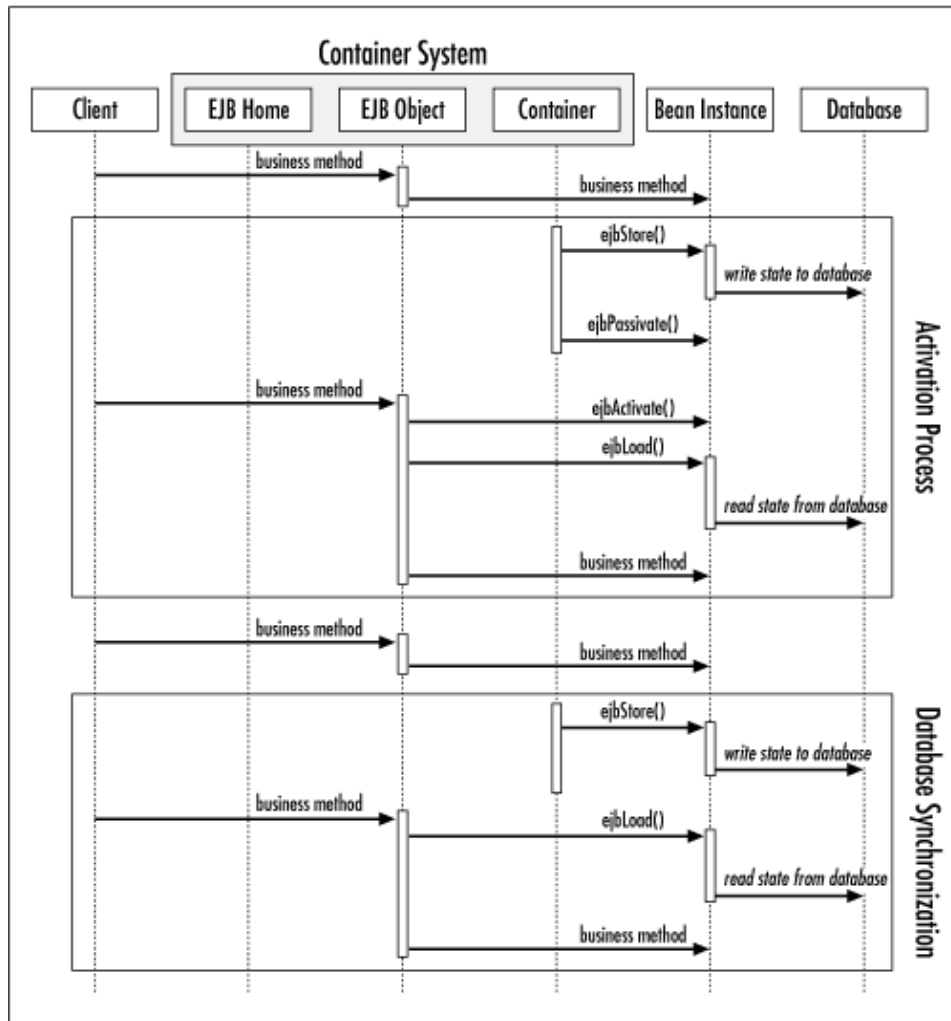 Container System
Client
EJB Home
EJB Object
Container
Bean Instance
Database
business method
business method
ejbStore()
write state to database
ejbPassivate()
business method
ejbActivate()
ejbLoad()
read state from database
business method
Activation Process
business method
business method
ejbStore()
write state to database
business method
ejbLoad()
read state from database
business method
Database Synchronization